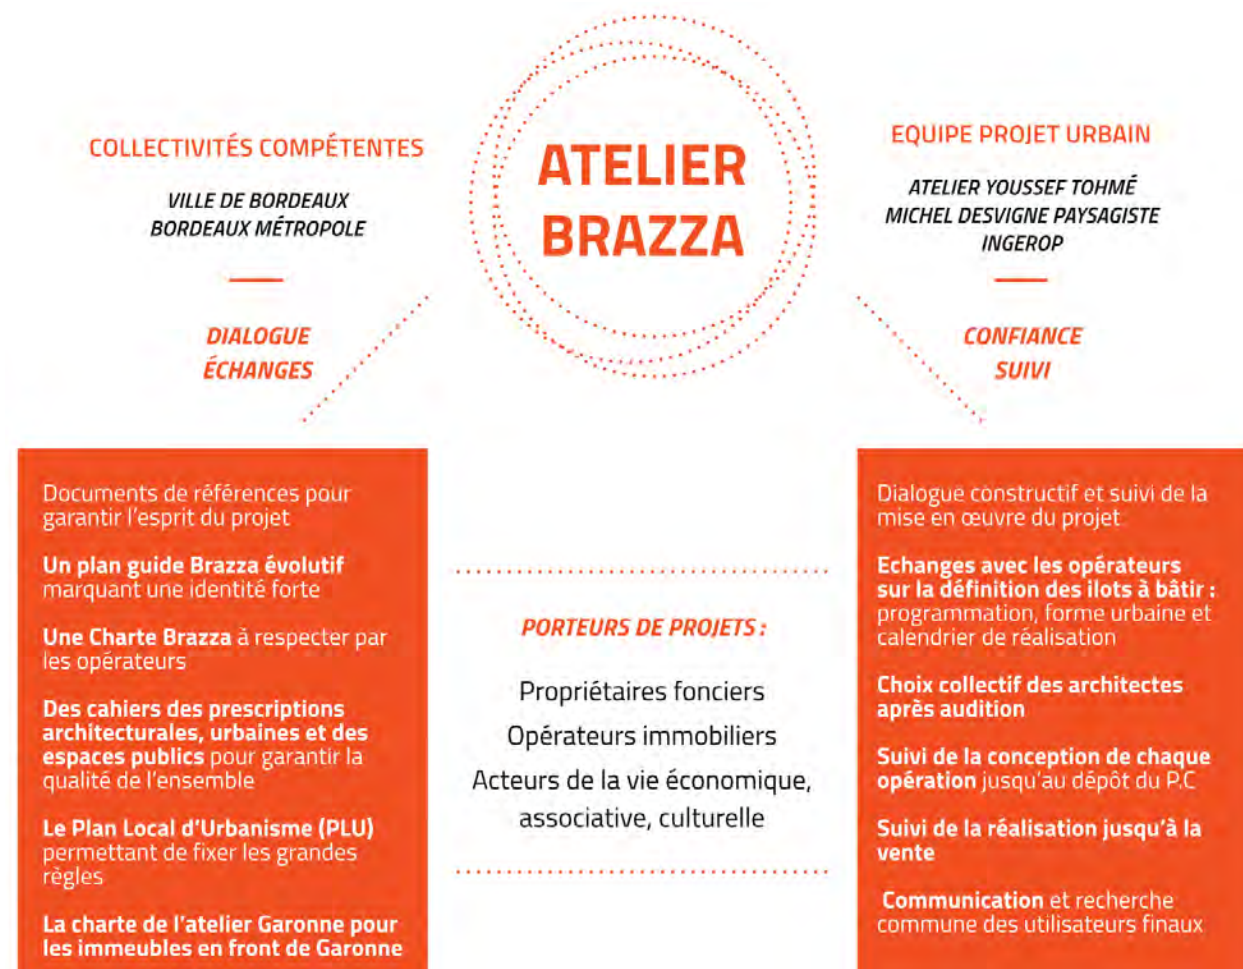 ATELIER
BRAZZA
COLLECTIVITÉS COMPÉTENTES
VILLE DE BORDEAUX
BORDEAUX MÉTROPOLE
DIALOGUE
ÉCHANGES
EQUIPE PROJET URBAIN
ATELIER YOUSSEF TOHMÉ
MICHEL DESVIGNE PAYSAGISTE
INGEROP
CONFIANCE
SUIVI
Documents de références pour
garantir l'esprit du projet
Un plan guide Brazza évolutif
marquant une identité forte
Une Charte Brazza à respecter par
les opérateurs
Des cahiers des prescriptions
architecturales, urbaines et des
espaces publics pour garantir la
qualité de l'ensemble
Le Plan Local d'Urbanisme (PLU)
permettant de fixer les grandes
règles
La charte de l'atelier Garonne pour
les immeubles en front de Garonne
PORTEURS DE PROJETS :
Propriétaires fonciers
Opérateurs immobiliers
Acteurs de la vie économique,
associative, culturelle
Dialogue constructif et suivi de la
mise en œuvre du projet
Echanges avec les opérateurs
sur la définition des ilots à bâtir :
programmation, forme urbaine et
calendrier de réalisation
Choix collectif des architectes
après audition
Suivi de la conception de chaque
opération jusqu'au dépôt du P.C
Suivi de la réalisation jusqu'à la
vente
Communication et recherche
commune des utilisateurs finaux